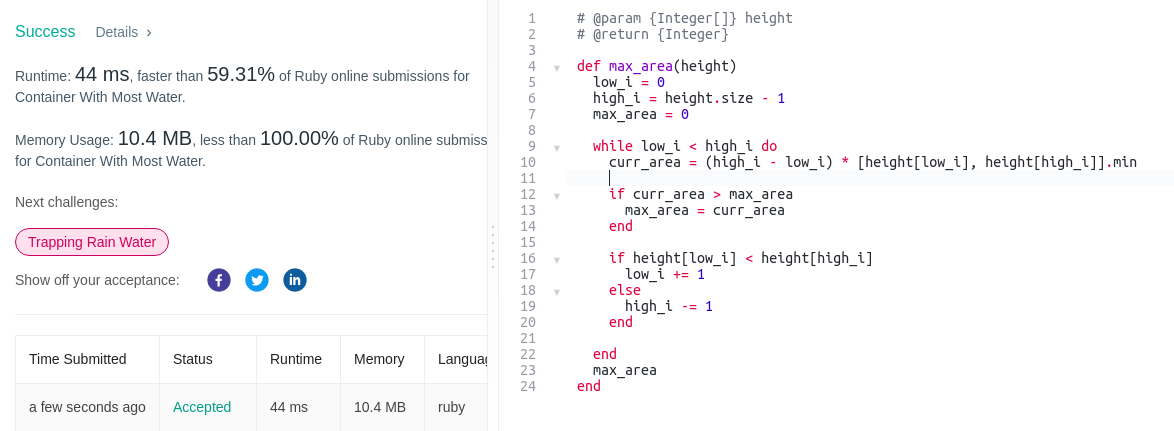 Success Details >
Runtime: 44 ms, faster than 59.31% of Ruby online submissions for
Container With Most Water.
Memory Usage: 10.4 MB, less than 100.00% of Ruby online submiss
for Container With Most Water.
Next challenges:
Trapping Rain Water
Show off your acceptance:
Time Submitted Status Runtime Memory Languag
a few seconds ago Accepted 44 ms 10.4 MB ruby
1 # @param {Integer[]} height
2 # @return {Integer}
3
4 def max_area(height)
5   low_i = 0
6   high_i = height.size - 1
7   max_area = 0
8
9   while low_i < high_i do
10     curr_area = (high_i - low_i) * [height[low_i], height[high_i]].min
11
12     if curr_area > max_area
13       max_area = curr_area
14     end
15
16     if height[low_i] < height[high_i]
17       low_i += 1
18     else
19       high_i -= 1
20     end
21
22   end
23   max_area
24 end